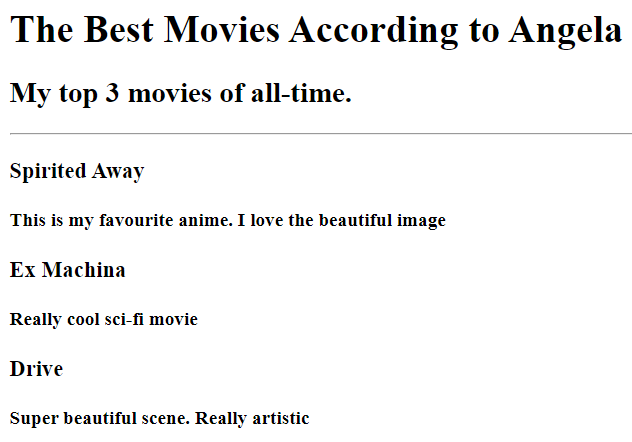 The Best Movies According to Angela
My top 3 movies of all-time.
Spirited Away
This is my favourite anime. I love the beautiful image
Ex Machina
Really cool sci-fi movie
Drive
Super beautiful scene. Really artistic